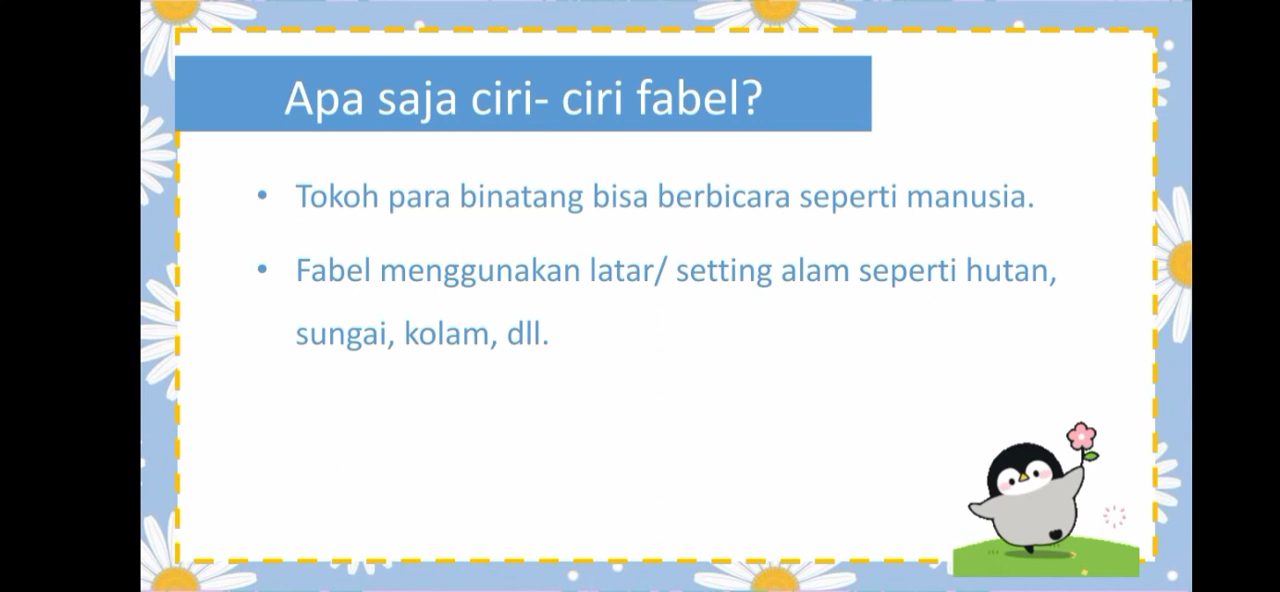 Apa saja ciri- ciri fabel?
• Tokoh para binatang bisa berbicara seperti manusia.
• Fabel menggunakan latar/ setting alam seperti hutan,
sungai, kolam, dll.